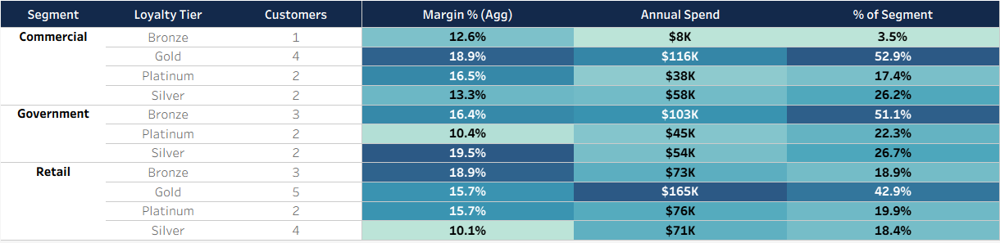 Segment Loyalty Tier Customers Margin % (Agg) Annual Spend % of Segment
Commercial Bronze 1 12.6% $8K 3.5%
Gold 4 18.9% $116K 52.9%
Platinum 2 16.5% $38K 17.4%
Silver 2 13.3% $58K 26.2%
Government Bronze 3 16.4% $103K 51.1%
Platinum 2 10.4% $45K 22.3%
Silver 2 19.5% $54K 26.7%
Retail Bronze 3 18.9% $73K 18.9%
Gold 5 15.7% $165K 42.9%
Platinum 2 15.7% $76K 19.9%
Silver 4 10.1% $71K 18.4%